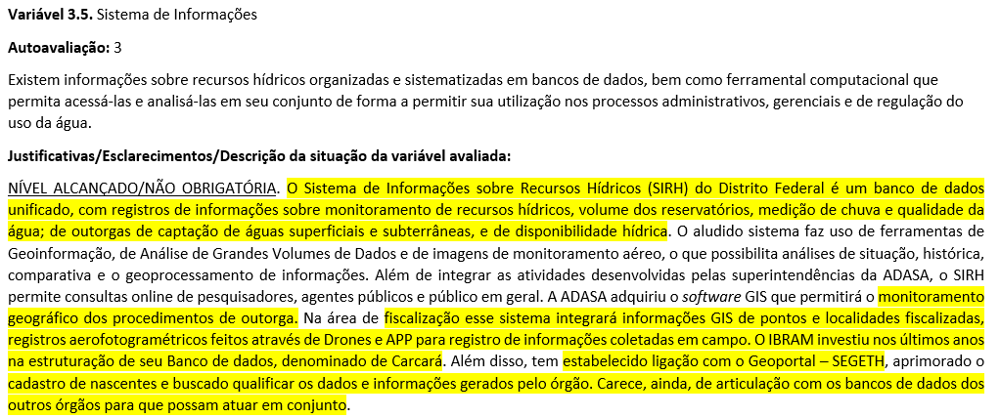 Variável 3.5. Sistema de Informações
Autoavaliação: 3
Existem informações sobre recursos hídricos organizadas e sistematizadas em bancos de dados, bem como ferramental computacional que
permita acessá-las e analisá-las em seu conjunto de forma a permitir sua utilização nos processos administrativos, gerenciais e de regulação do
uso da água.
Justificativas/Esclarecimentos/Descrição da situação da variável avaliada:
NÍVEL ALCANÇADO/NÃO OBRIGATÓRIA. O Sistema de Informações sobre Recursos Hídricos (SIRH) do Distrito Federal é um banco de dados
unificado, com registros de informações sobre monitoramento de recursos hídricos, volume dos reservatórios, medição de chuva e qualidade da
água; de outorgas de captação de águas superficiais e subterrâneas, e de disponibilidade hídrica. O aludido sistema faz uso de ferramentas de
Geoinformação, de Análise de Grandes Volumes de Dados e de imagens de monitoramento aéreo, o que possibilita análises de situação, histórica,
comparativa e o geoprocessamento de informações. Além de integrar as atividades desenvolvidas pelas superintendências da ADASA, o SIRH
permite consultas online de pesquisadores, agentes públicos e público em geral. A ADASA adquiriu o software GIS que permitirá o monitoramento
geográfico dos procedimentos de outorga. Na área de fiscalização esse sistema integrará informações GIS de pontos e localidades fiscalizadas,
registros aerofotogramétricos feitos através de Drones e APP para registro de informações coletadas em campo. O IBRAM investiu nos últimos anos
na estruturação de seu Banco de dados, denominado de Carcará. Além disso, tem estabelecido ligação com o Geoportal – SEGETH, aprimorado o
cadastro de nascentes e buscado qualificar os dados e informações gerados pelo órgão. Carece, ainda, de articulação com os bancos de dados dos
outros órgãos para que possam atuar em conjunto.